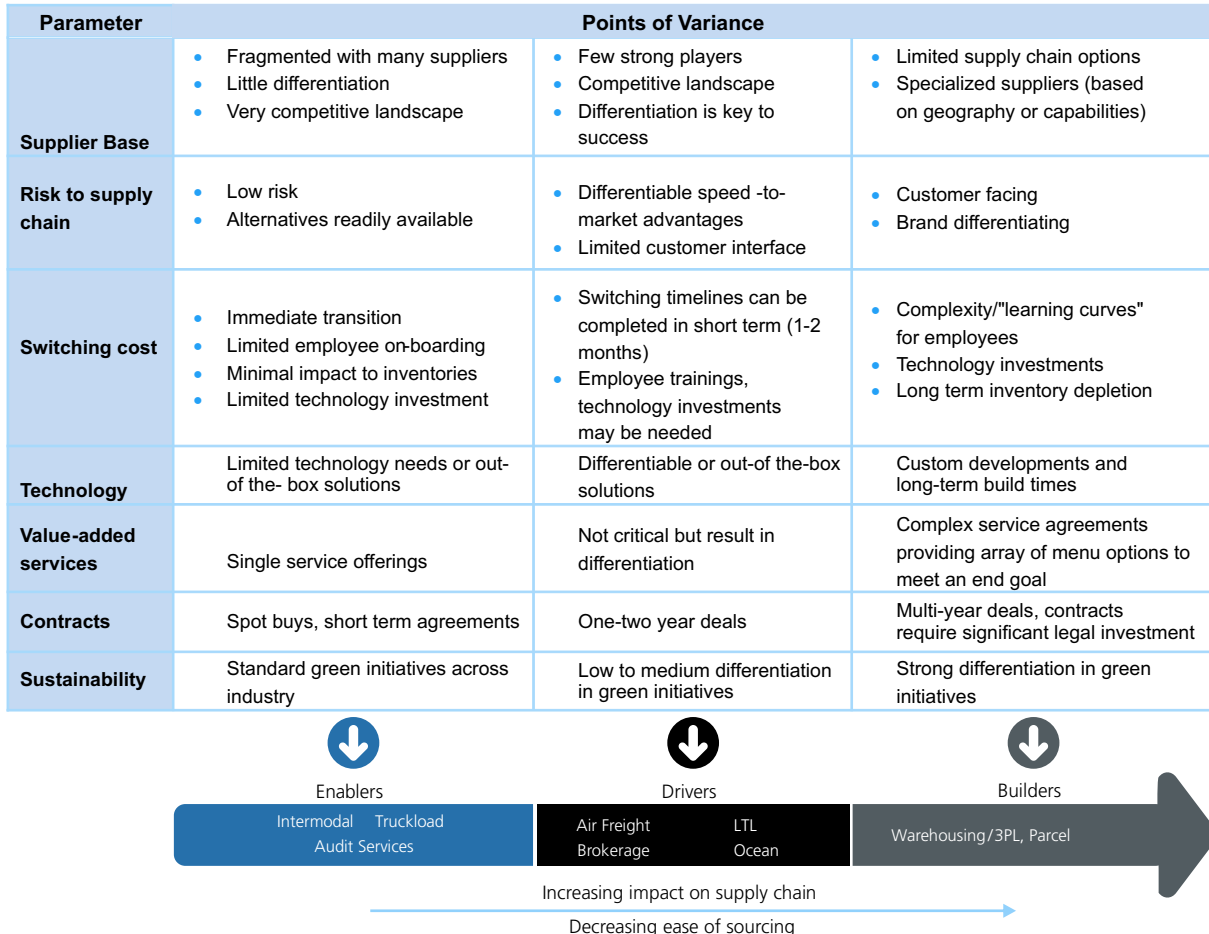 Parameter
Points of Variance
Supplier Base
• Fragmented with many suppliers
• Little differentiation
• Very competitive landscape
• Few strong players
• Competitive landscape
• Differentiation is key to
success
• Limited supply chain options
• Specialized suppliers (based
on geography or capabilities)
Risk to supply
chain
• Low risk
• Alternatives readily available
• Differentiable speed -to-
market advantages
• Limited customer interface
• Customer facing
• Brand differentiating
Switching cost
• Immediate transition
• Limited employee on-boarding
• Minimal impact to inventories
• Limited technology investment
• Switching timelines can be
completed in short term (1-2
months)
• Employee trainings,
technology investments
may be needed
• Complexity/"learning curves"
for employees
• Technology investments
• Long term inventory depletion
Technology
Limited technology needs or out-
of the- box solutions
Differentiable or out-of the-box
solutions
Custom developments and
long-term build times
Value-added
services
Single service offerings
Not critical but result in
differentiation
Complex service agreements
providing array of menu options to
meet an end goal
Contracts
Spot buys, short term agreements
One-two year deals
Multi-year deals, contracts
require significant legal investment
Sustainability
Standard green initiatives across
industry
Low to medium differentiation
in green initiatives
Strong differentiation in green
initiatives
Enablers
Drivers
Builders
Intermodal Truckload
Audit Services
Air Freight LTL
Brokerage Ocean
Warehousing/3PL, Parcel
Increasing impact on supply chain
Decreasing ease of sourcing